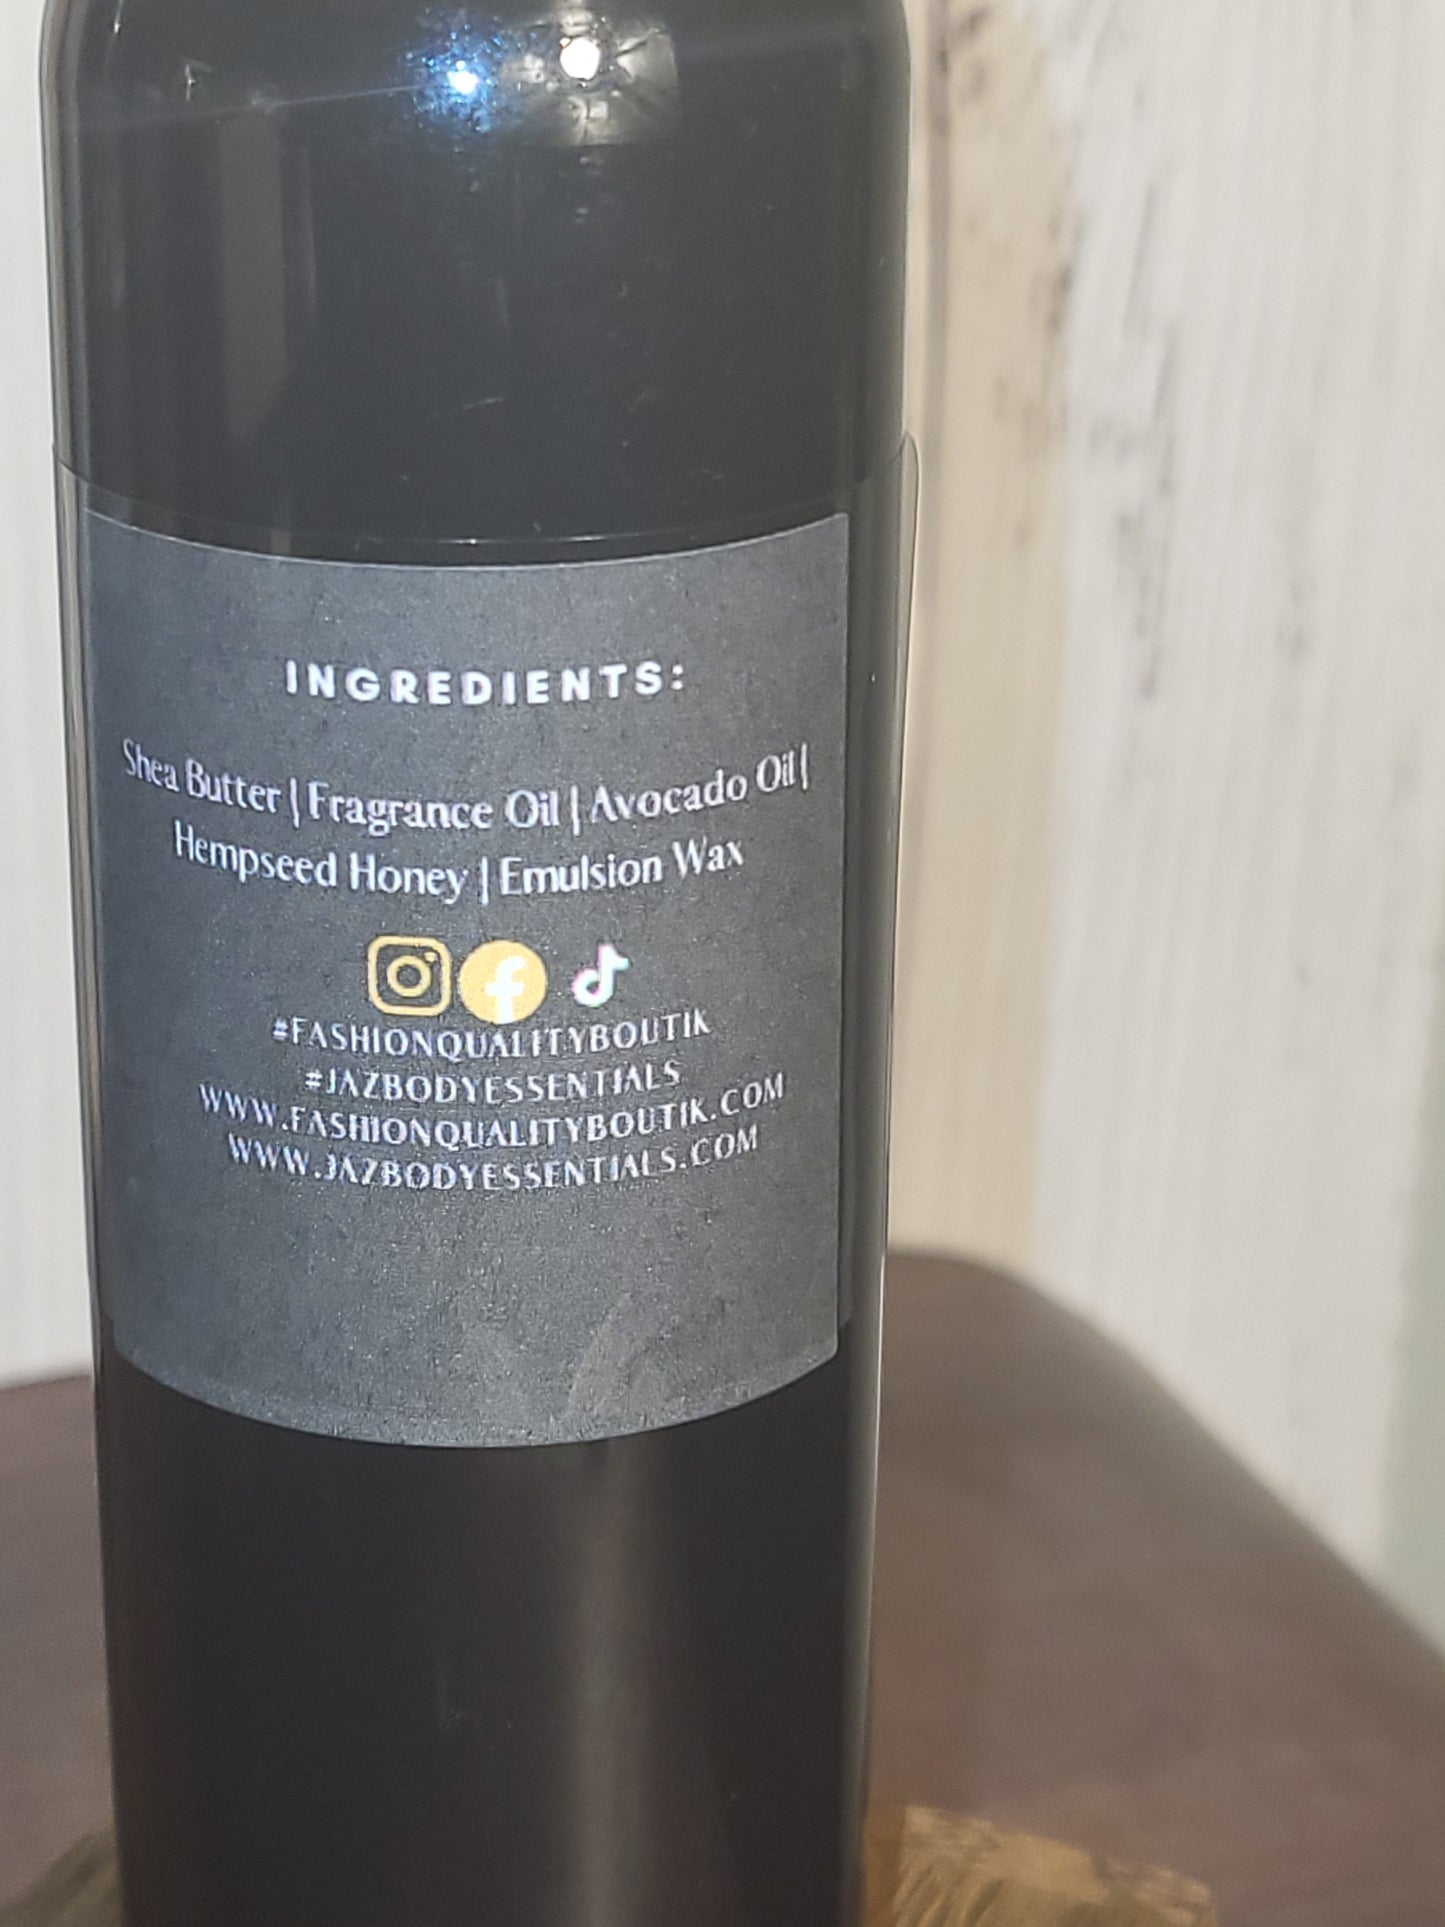 INGREDIENTS:
Shea Butter | Fragrance Oil | Avocado Oil |
Hempseed Honey | Emulsion Wax
#FASHIONQUALITYBOUTIK
#JAZBODYESSENTIALS
WWW.FASHIONQUALITYBOUTIK.COM
WWW.JAZBODYESSENTIALS.COM